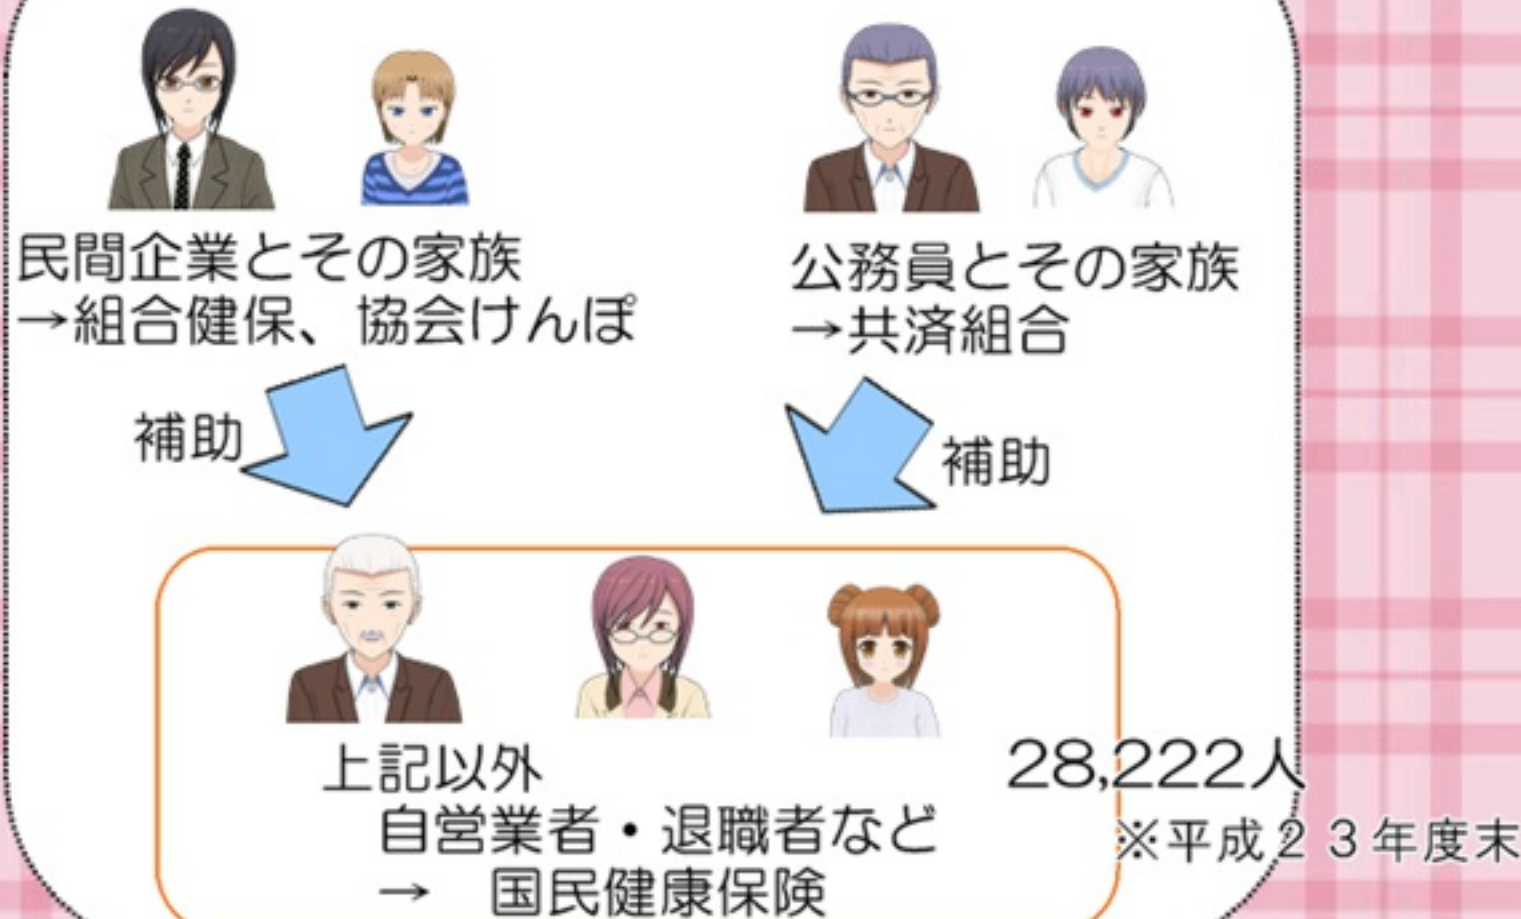 民間企業とその家族
→組合健保、協会けんぽ
公務員とその家族
→共済組合
補助
補助
上記以外
自営業者・退職者など
→ 国民健康保険
28,222人
※平成23年度末